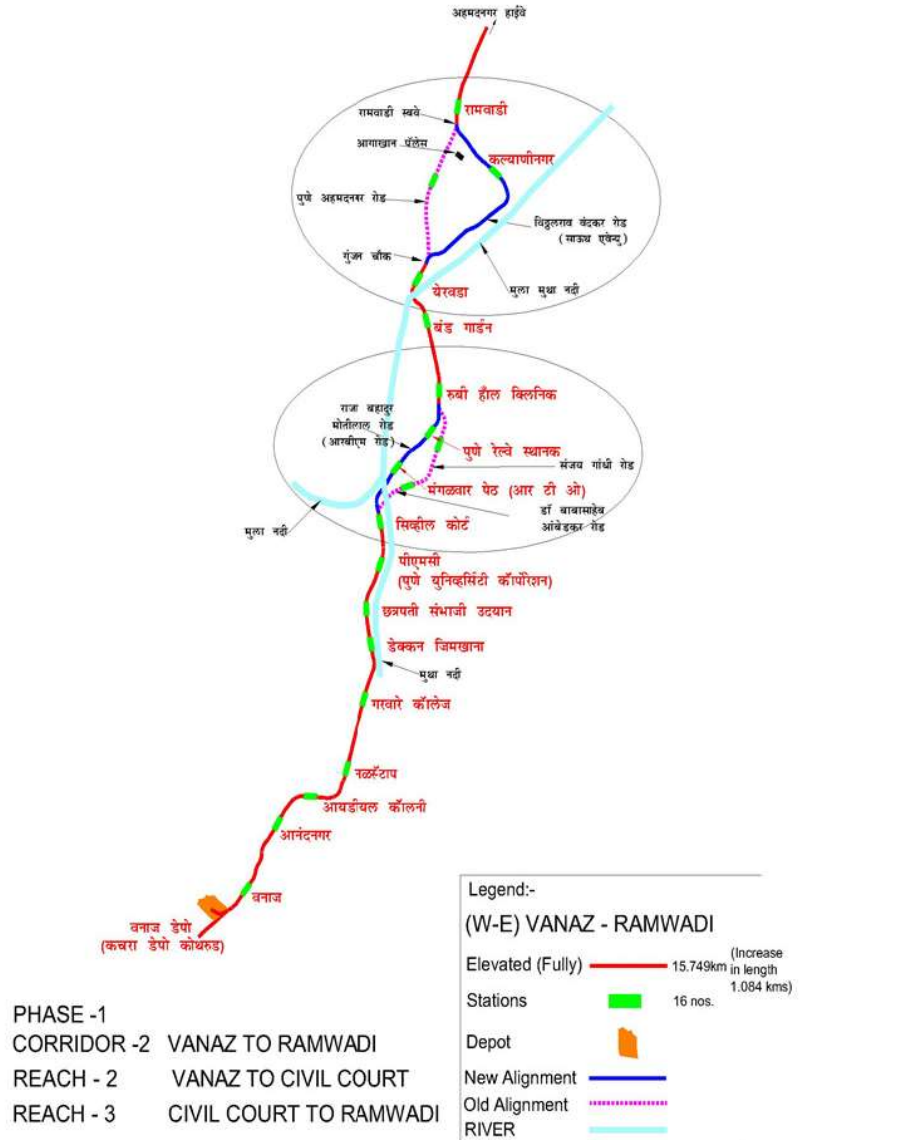 अहमदनगर हाईवे
रामवाडी
रामवाडी स्बवे
आगाखान पॅलेस
कल्याणीनगर
पुणे अहमदनगर रोड
विठ्ठलराव वंदकर रोड
(साऊथ एवेन्यु)
गुंजन चौक
येरवडा
मुला मुथा नदी
बंड गार्डन
रुबी हॉल क्लिनिक
राजा बहादुर
मोतीलाल रोड
(आरबीएम रोड)
पुणे रेल्वे स्थानक
संजय गांधी रोड
मंगळवार पेठ (आर टी ओ)
डॉ बाबासाहेब
आंबेडकर रोड
सिव्हील कोर्ट
मुला नदी
पीएमसी
(पुणे युनिव्हर्सिटी कॉर्पोरेशन)
छत्रपती संभाजी उदयान
डेक्कन जिमखाना
मुथा नदी
गरवारे कॉलेज
नळस्टॉप
आयडीयल कॉलनी
आनंदनगर
वनाज
वनाज डेपो
(कचरा डेपो कोथरुड)
Legend:-
(W-E) VANAZ - RAMWADI
Elevated (Fully) 15.749km (Increase
in length
1.084 kms)
Stations 16 nos.
Depot
New Alignment
Old Alignment
RIVER
PHASE -1
CORRIDOR -2 VANAZ TO RAMWADI
REACH - 2 VANAZ TO CIVIL COURT
REACH - 3 CIVIL COURT TO RAMWADI